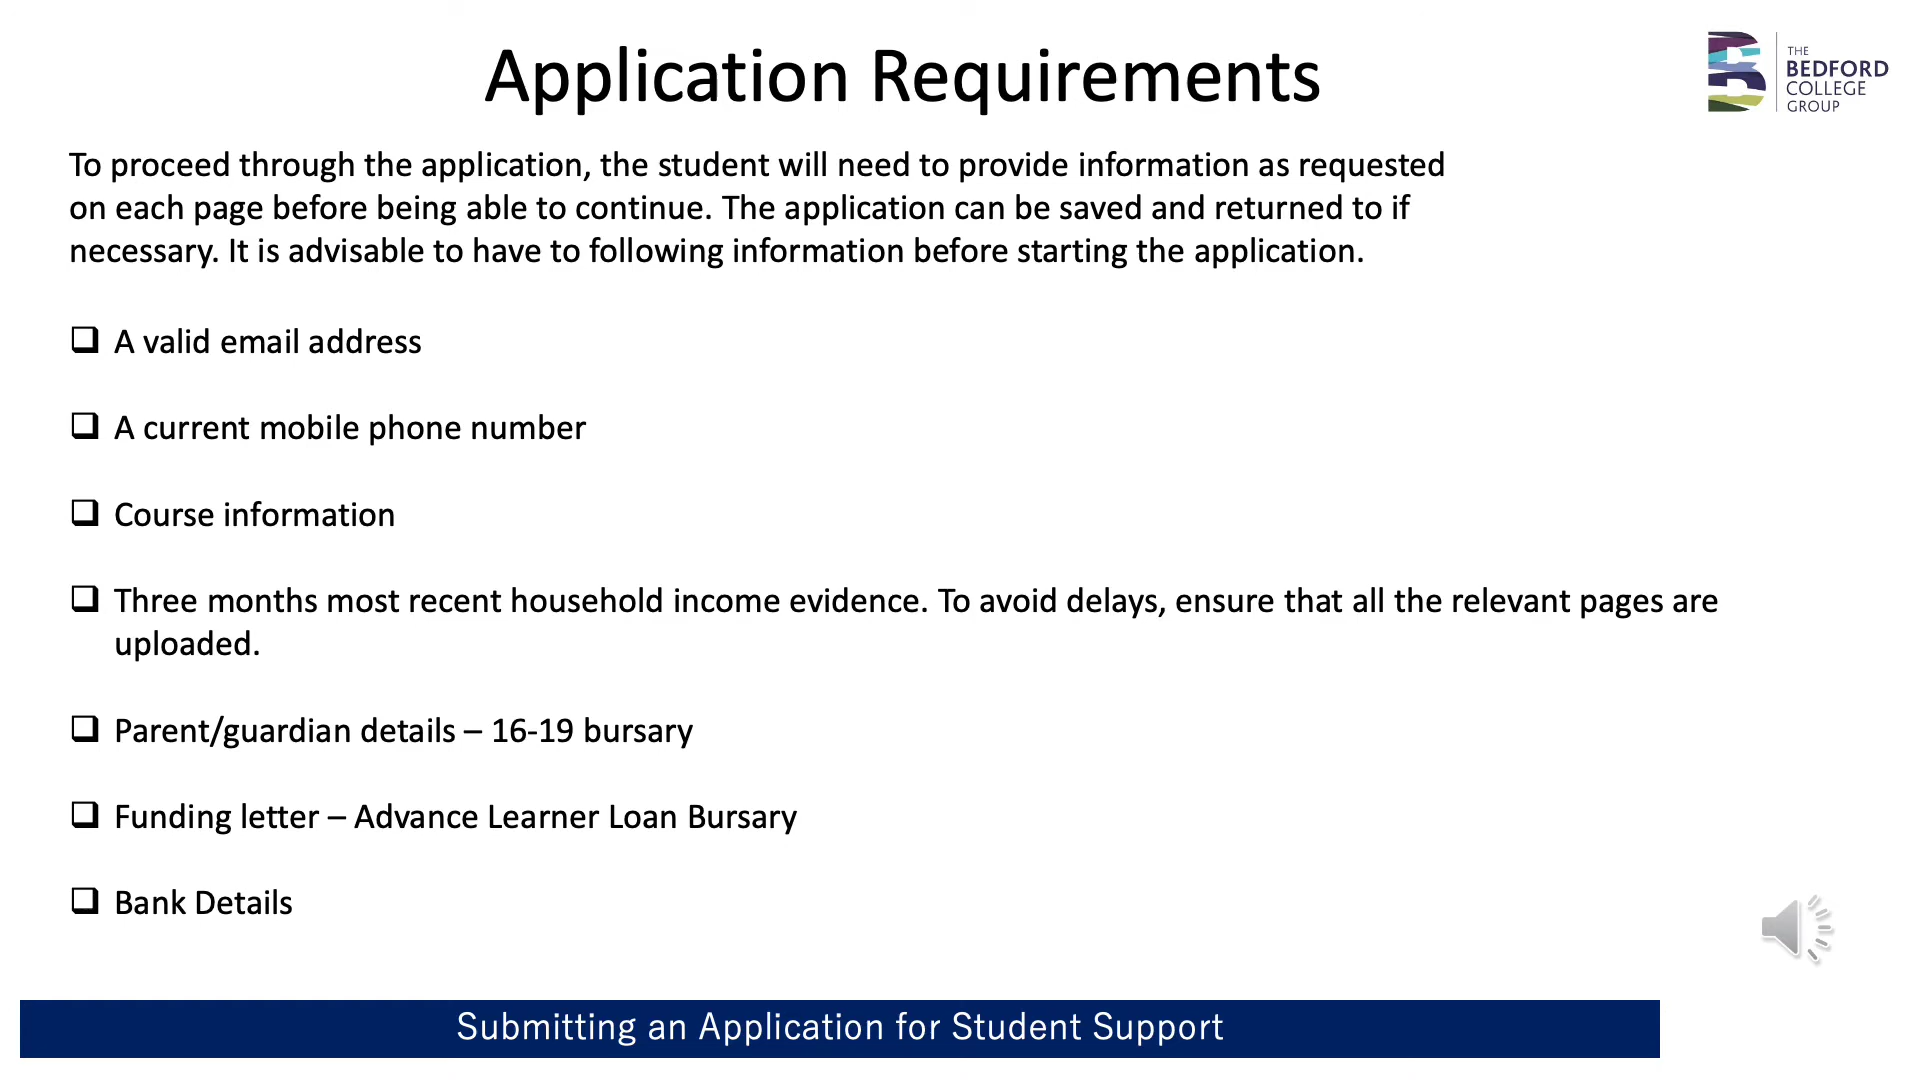 Application Requirements
THE
BEDFORD
COLLEGE
GROUP
To proceed through the application, the student will need to provide information as requested
on each page before being able to continue. The application can be saved and returned to if
necessary. It is advisable to have to following information before starting the application.
A valid email address
A current mobile phone number
Course information
Three months most recent household income evidence. To avoid delays, ensure that all the relevant pages are
uploaded.
Parent/guardian details – 16-19 bursary
Funding letter – Advance Learner Loan Bursary
Bank Details
Submitting an Application for Student Support